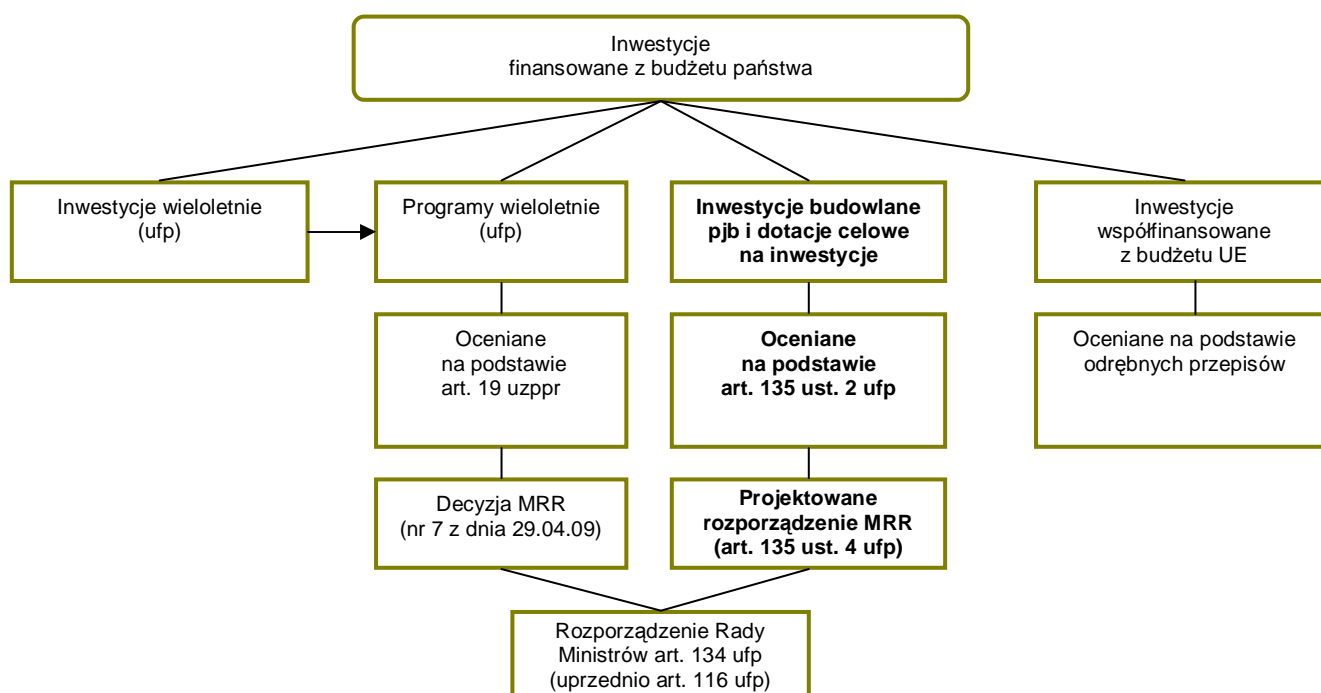 Inwestycje
finansowane z budżetu państwa
Inwestycje wieloletnie
(ufp)
Programy wieloletnie
(ufp)
Inwestycje budowlane
pjb i dotacje celowe
na inwestycje
Inwestycje
współfinansowane
z budżetu UE
Oceniane
na podstawie
art. 19 uzppr
Oceniane
na podstawie
art. 135 ust. 2 ufp
Oceniane na podstawie
odrębnych przepisów
Decyzja MRR
(nr 7 z dnia 29.04.09)
Projektowane
rozporządzenie MRR
(art. 135 ust. 4 ufp)
Rozporządzenie Rady
Ministrów art. 134 ufp
(uprzednio art. 116 ufp)